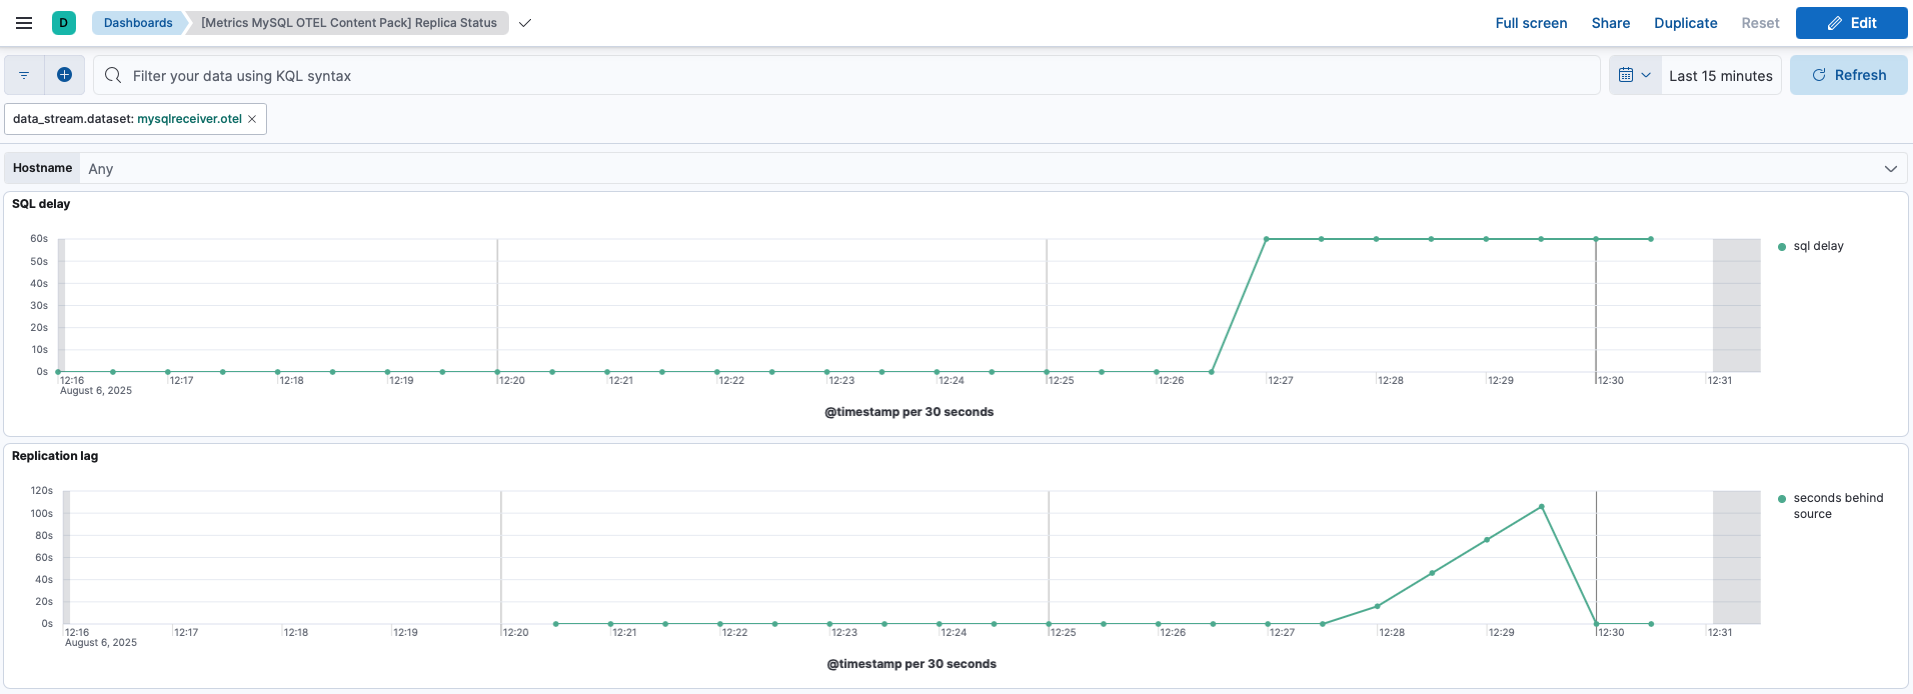 D
Dashboards
[Metrics MySQL OTEL Content Pack] Replica Status
Full screen
Share
Duplicate
Reset
Edit
Filter your data using KQL syntax
Last 15 minutes
Refresh
data_stream.dataset: mysqlreceiver.otel
Hostname
Any
SQL delay
60s
50s
40s
30s
20s
10s
0s
12:16 12:17 12:18 12:19 12:20 12:21 12:22 12:23 12:24 12:25 12:26 12:27 12:28 12:29 12:30 12:31
August 6, 2025
@timestamp per 30 seconds
sql delay
Replication lag
120s
100s
80s
60s
40s
20s
0s
12:16 12:17 12:18 12:19 12:20 12:21 12:22 12:23 12:24 12:25 12:26 12:27 12:28 12:29 12:30 12:31
August 6, 2025
@timestamp per 30 seconds
seconds behind
source